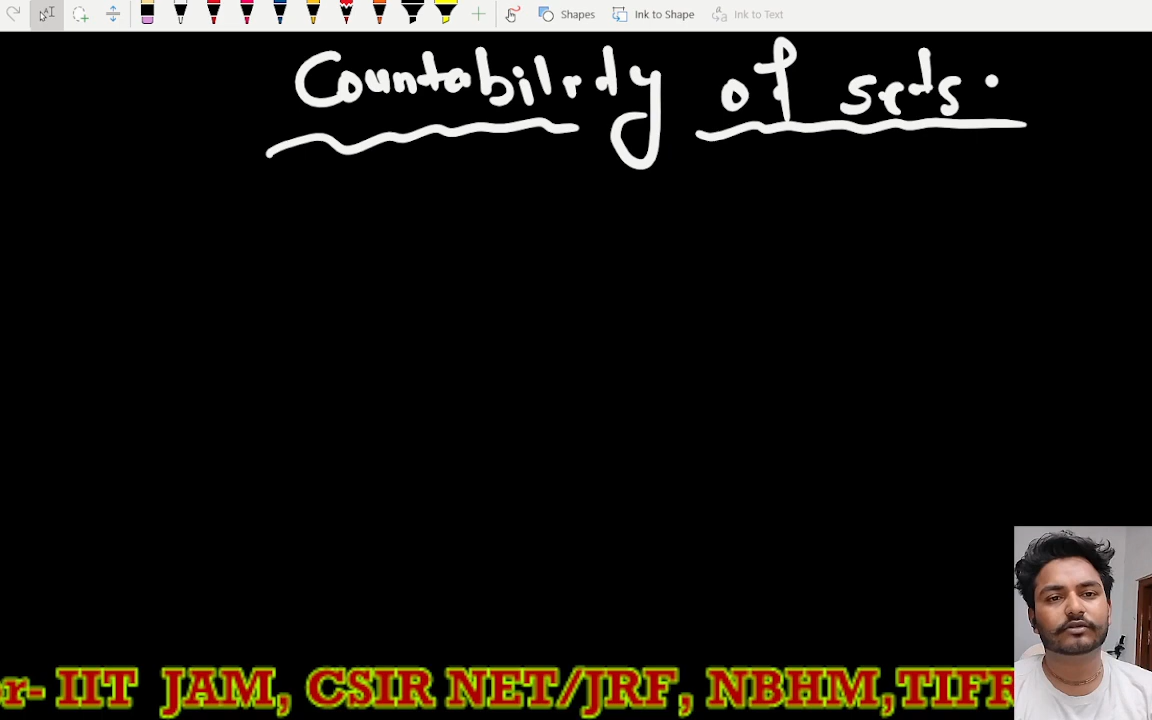 Shapes Ink to Shape Ink to Text
Countability of sets.
r- IIT JAM, CSIR NET/JRF, NBHM, TIFR